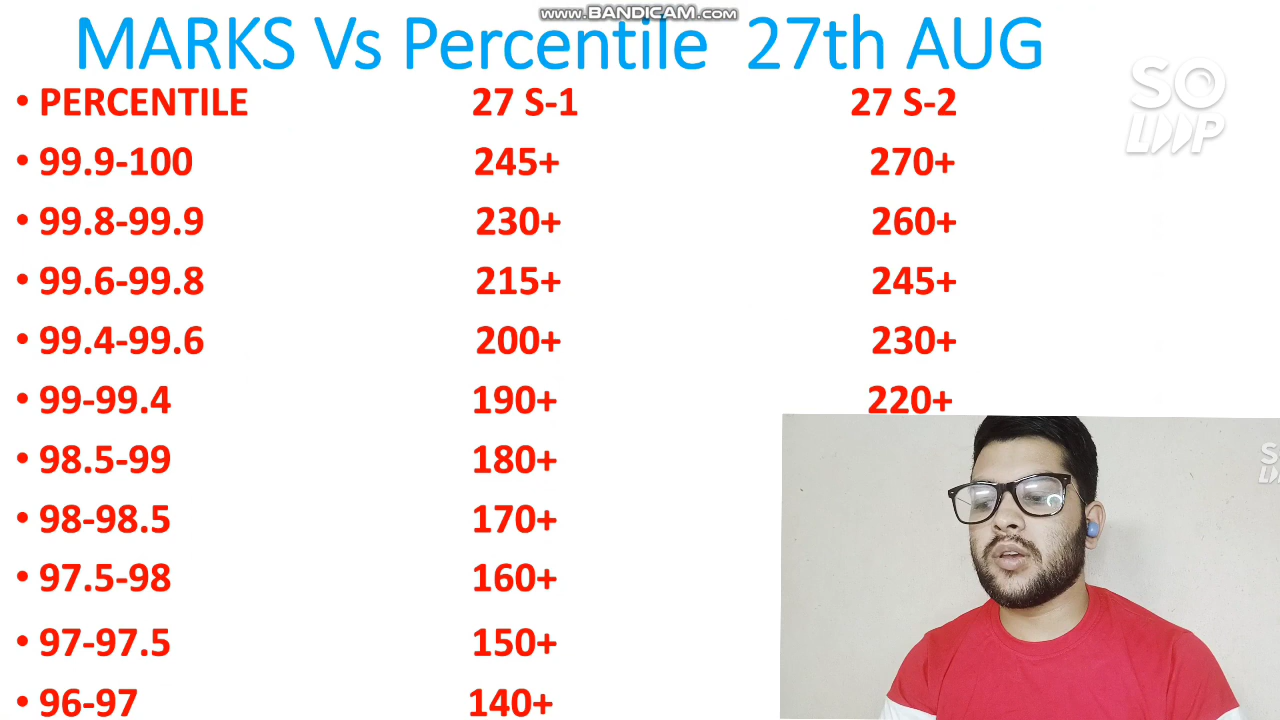 www.BANDICAM.com
MARKS Vs Percentile 27th AUG
SO LOOP
• PERCENTILE 27 S-1 27 S-2
• 99.9-100 245+ 270+
• 99.8-99.9 230+ 260+
• 99.6-99.8 215+ 245+
• 99.4-99.6 200+ 230+
• 99-99.4 190+ 220+
• 98.5-99 180+
• 98-98.5 170+
• 97.5-98 160+
• 97-97.5 150+
• 96-97 140+